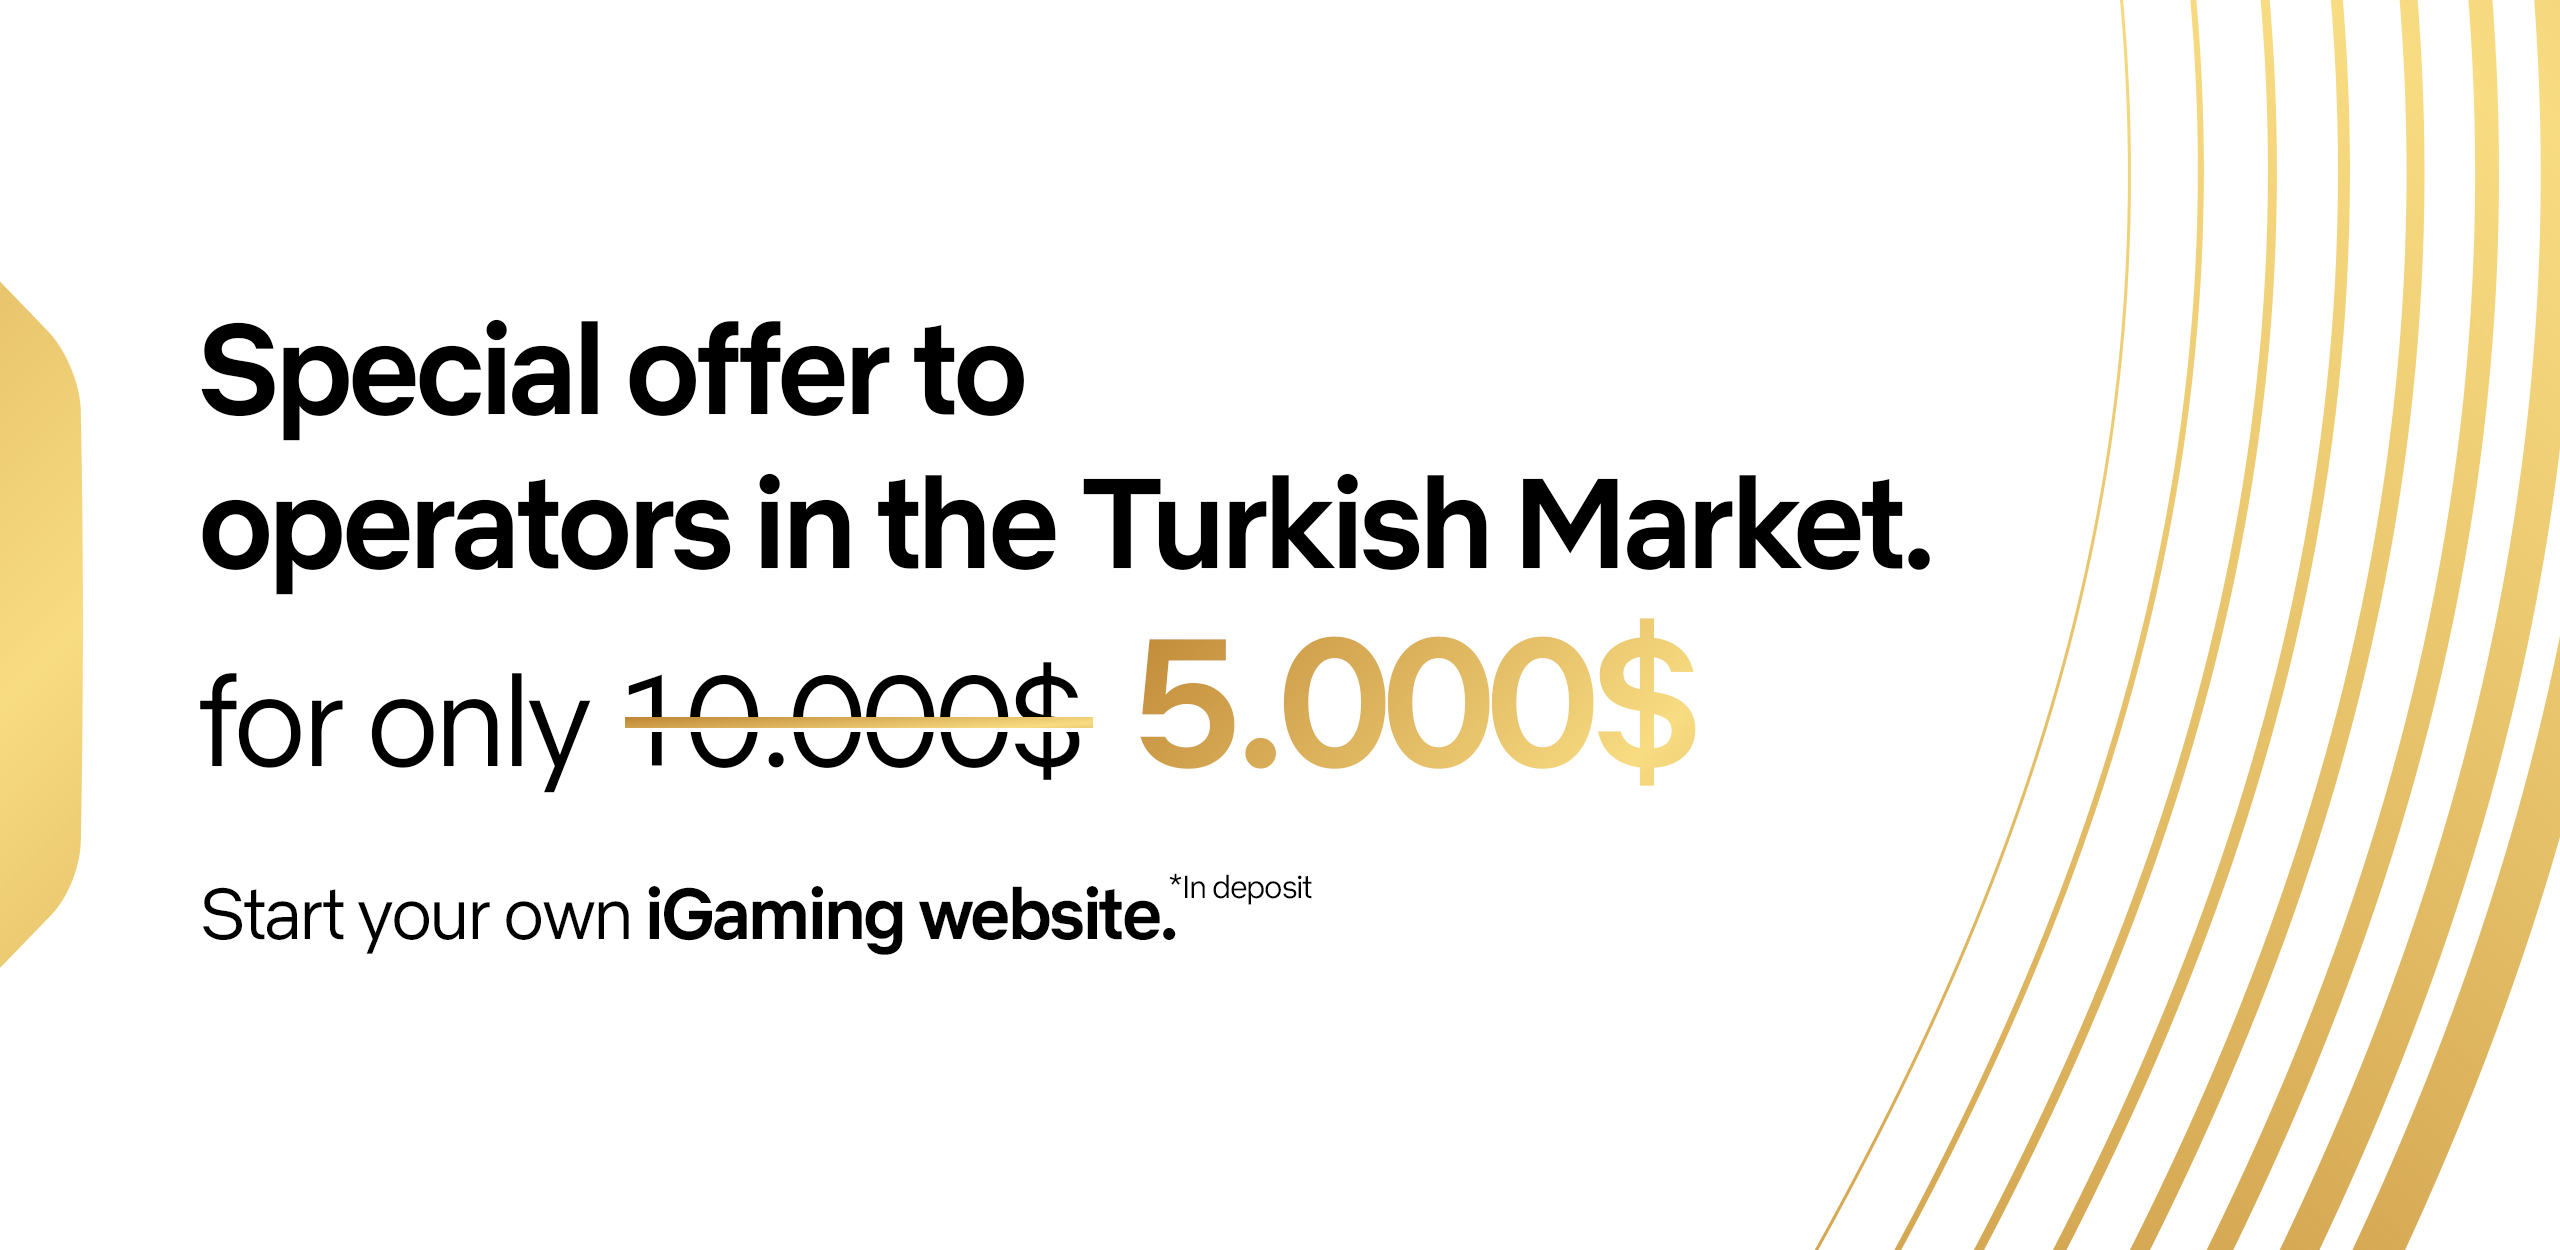 Special offer to
operators in the Turkish Market.
for only 10.000$ 5.000$
Start your own iGaming website.*In deposit